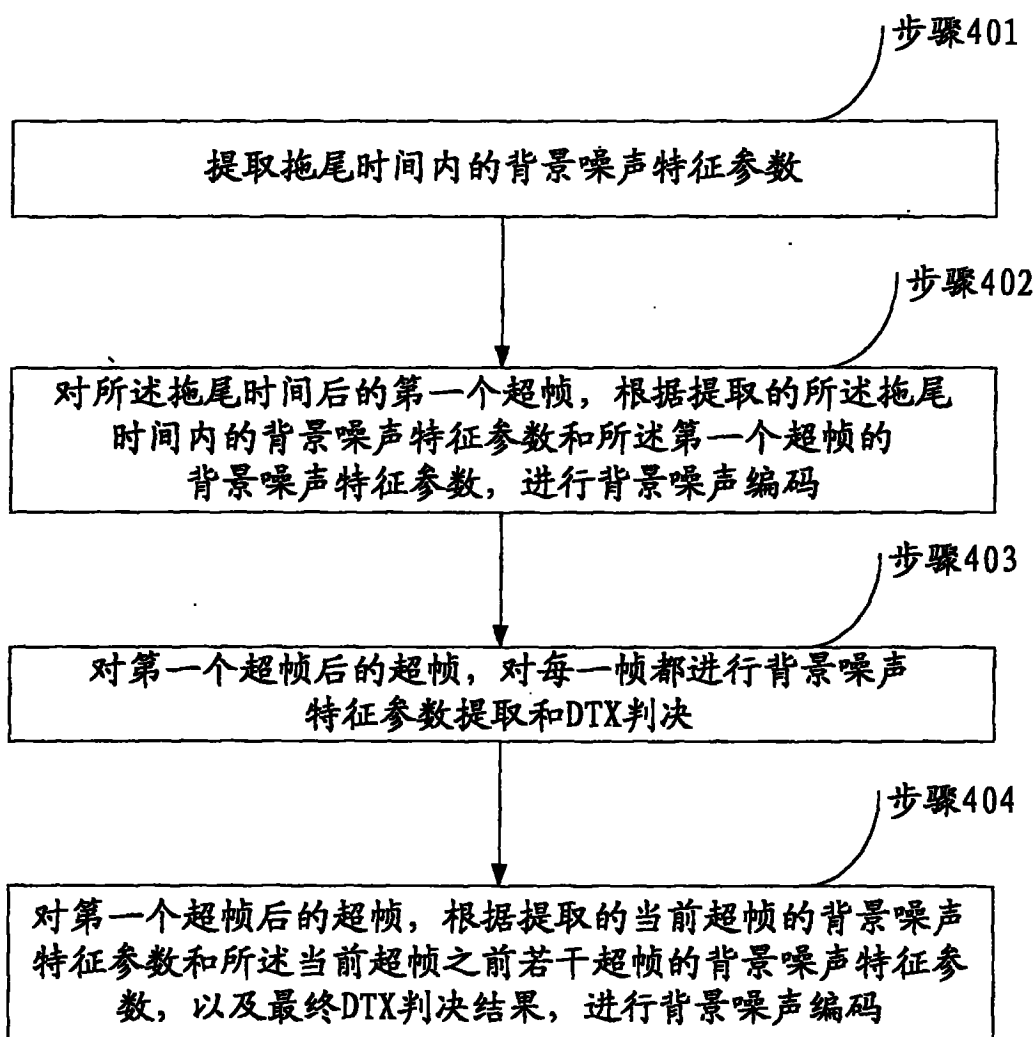 步骤401
提取拖尾时间内的背景噪声特征参数
步骤402
对所述拖尾时间后的第一个超帧，根据提取的所述拖尾
时间内的背景噪声特征参数和所述第一个超帧的
背景噪声特征参数，进行背景噪声编码
步骤403
对第一个超帧后的超帧，对每一帧都进行背景噪声
特征参数提取和DTX判决
步骤404
对第一个超帧后的超帧，根据提取的当前超帧的背景噪声
特征参数和所述当前超帧之前若干超帧的背景噪声特征参
数，以及最终DTX判决结果，进行背景噪声编码